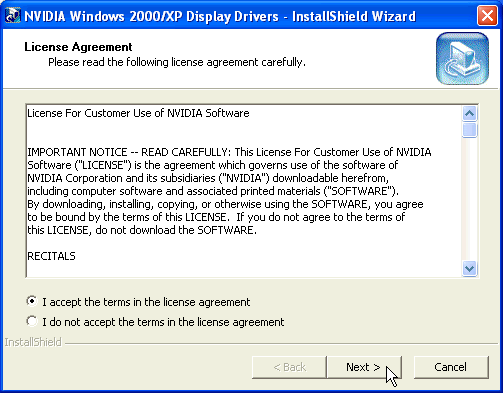 NVIDIA Windows 2000/XP Display Drivers - InstallShield Wizard
License Agreement
Please read the following license agreement carefully.
License For Customer Use of NVIDIA Software
IMPORTANT NOTICE -- READ CAREFULLY: This License For Customer Use of NVIDIA
Software ("LICENSE") is the agreement which governs use of the software of
NVIDIA Corporation and its subsidiaries ("NVIDIA") downloadable herefrom,
including computer software and associated printed materials ("SOFTWARE").
By downloading, installing, copying, or otherwise using the SOFTWARE, you agree
to be bound by the terms of this LICENSE. If you do not agree to the terms of
this LICENSE, do not download the SOFTWARE.
RECITALS
I accept the terms in the license agreement
I do not accept the terms in the license agreement
InstallShield
< Back Next > Cancel